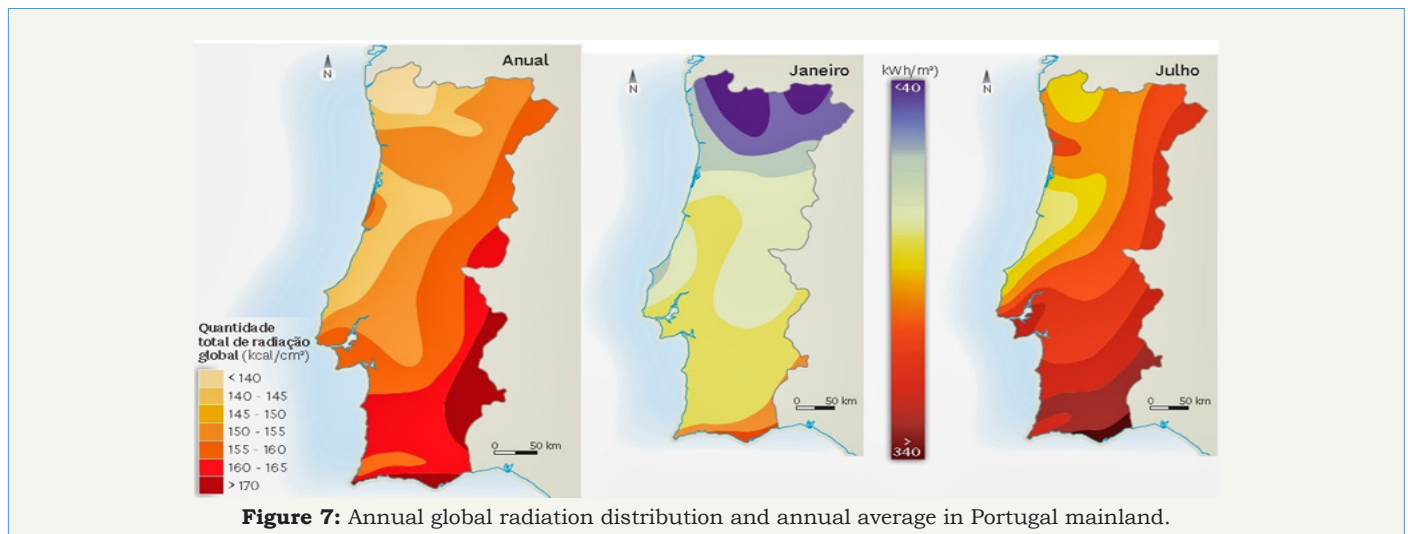 Anual
N
Quantidade
total de radiação
global (kcal/cm²)
< 140
140 - 145
145 - 150
150 - 155
155 - 160
160 - 165
> 170
0 50 km
Janeiro
N
0 50 km
kWh/m²)
<40
>
340
Julho
N
0 50 km
Figure 7: Annual global radiation distribution and annual average in Portugal mainland.